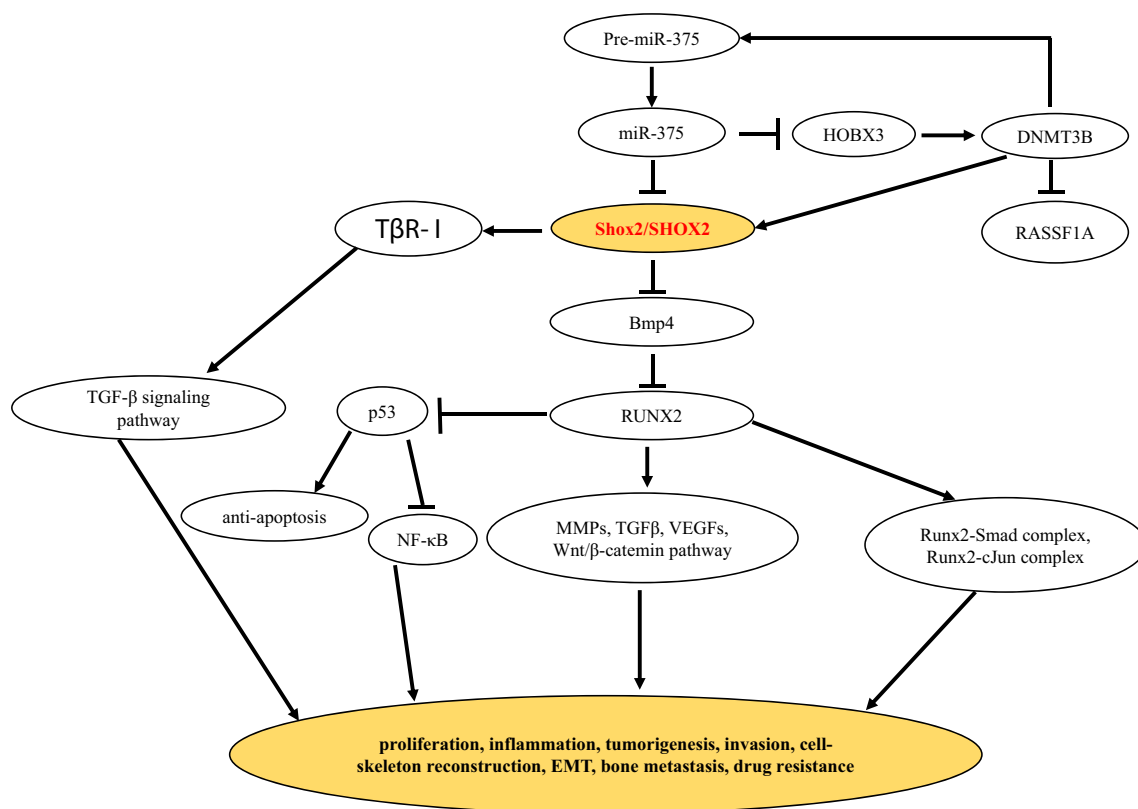 Pre-miR-375
miR-375
HOBX3
DNMT3B
Shox2/SHOX2
TβR-Ⅰ
RASSF1A
Bmp4
TGF-β signaling
pathway
p53
RUNX2
anti-apoptosis
NF-κB
MMPs, TGFβ, VEGFs,
Wnt/β-catemin pathway
Runx2-Smad complex,
Runx2-cJun complex
proliferation, inflammation, tumorigenesis, invasion, cell-
skeleton reconstruction, EMT, bone metastasis, drug resistance